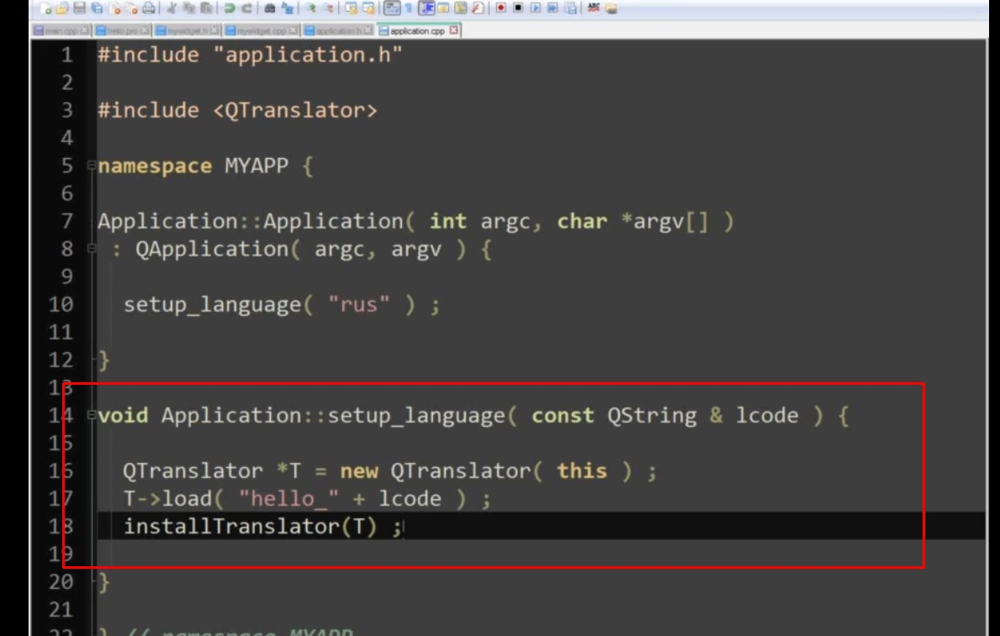 main.cpp hello.pro mywidget.h mywidget.cpp application.h application.cpp
1 #include "application.h"
2
3 #include <QTranslator>
4
5 namespace MYAPP {
6
7 Application::Application( int argc, char *argv[] )
8 : QApplication( argc, argv ) {
9
10 setup_language( "rus" ) ;
11
12 }
13
14 void Application::setup_language( const QString & lcode ) {
15
16 QTranslator *T = new QTranslator( this ) ;
17 T->load( "hello_" + lcode ) ;
18 installTranslator(T) ;
19
20 }
21
22 } // namespace MYAPP